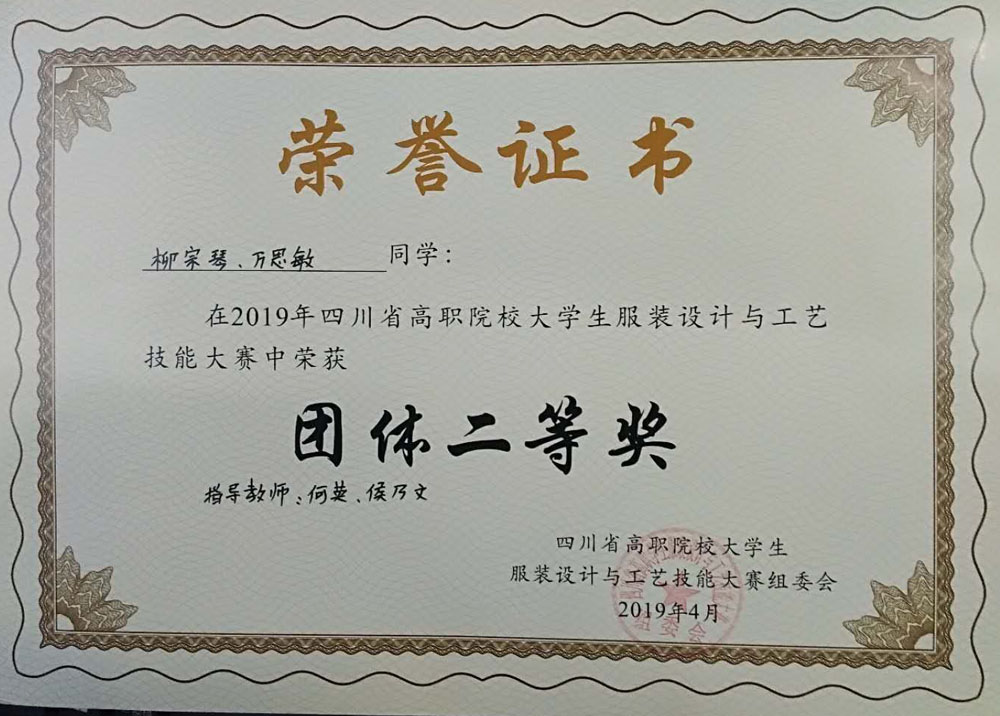 荣誉证书
柳宗琴、万思敏 同学：
在2019年四川省高职院校大学生服装设计与工艺
技能大赛中荣获
团体二等奖
指导教师：何英、侯乃文
四川省高职院校大学生
服装设计与工艺技能大赛组委会
2019年4月
组委会